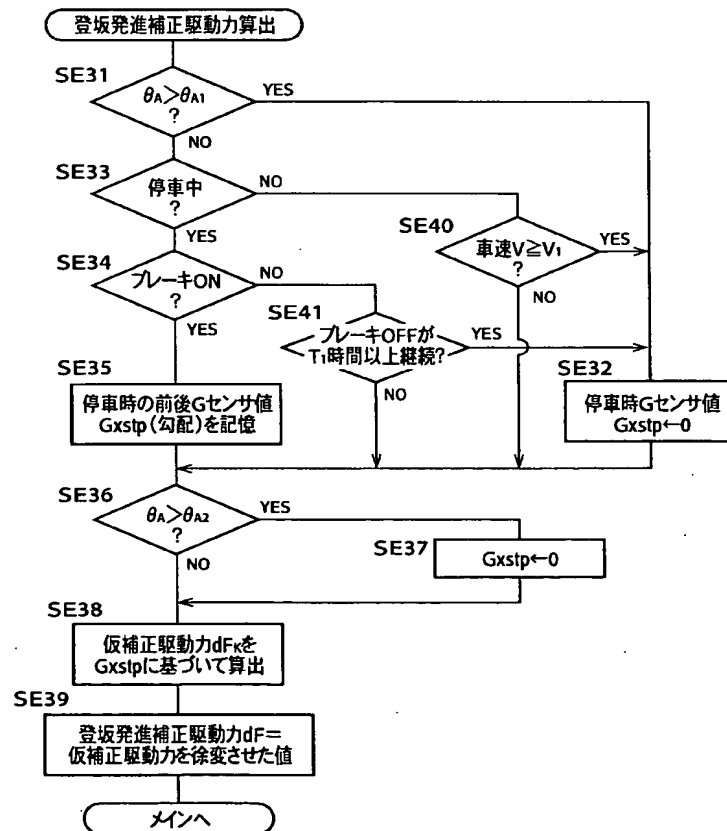 登坂発進補正駆動力算出
SE31
θA>θA1
?
YES
NO
SE33
停車中
?
NO
YES
SE40
車速V≧V1
?
YES
NO
SE34
ブレーキON
?
NO
YES
SE41
ブレーキOFFが
T1時間以上継続?
YES
NO
SE35
停車時の前後Gセンサ値
Gxstp(勾配)を記憶
SE32
停車時Gセンサ値
Gxstp←0
SE36
θA>θA2
?
YES
NO
SE37
Gxstp←0
SE38
仮補正駆動力dFKを
Gxstpに基づいて算出
SE39
登坂発進補正駆動力dF=
仮補正駆動力を徐変させた値
メインへ